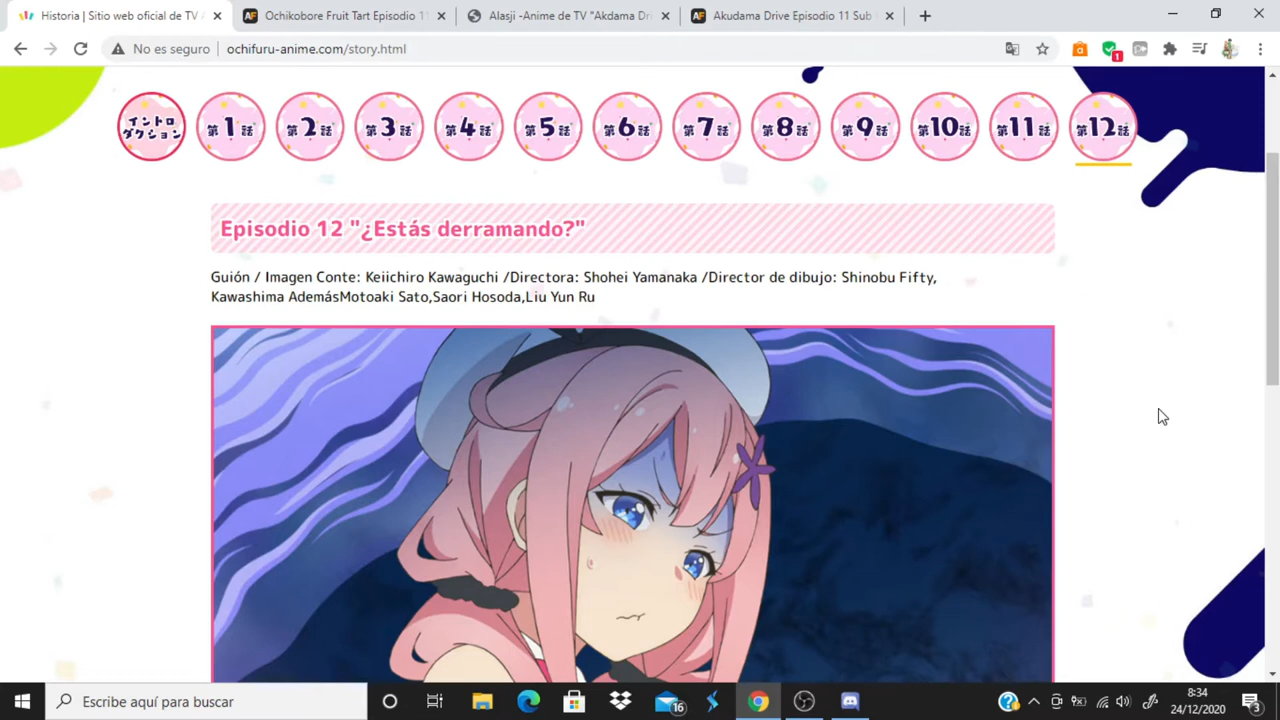 Historia | Sitio web oficial de TV A
Ochikobore Fruit Tart Episodio 11
Alasji -Anime de TV "Akdama Dri
Akudama Drive Episodio 11 Sub
No es seguro
ochifuru-anime.com/story.html
1
イントロ
ダクション
第1話
第2話
第3話
第4話
第5話
第6話
第7話
第8話
第9話
第10話
第11話
第12話
Episodio 12 "¿Estás derramando?"
Guión / Imagen Conte: Keiichiro Kawaguchi /Directora: Shohei Yamanaka /Director de dibujo: Shinobu Fifty,
Kawashima AdemásMotoaki Sato,Saori Hosoda,Liu Yun Ru
Escribe aquí para buscar
16
8:34
24/12/2020
3